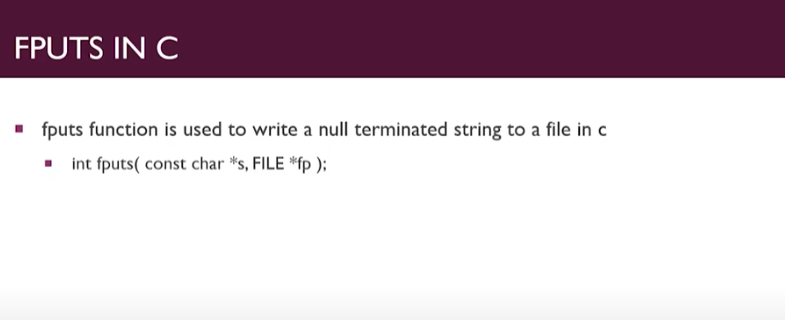 FPUTS IN C
fputs function is used to write a null terminated string to a file in c
int fputs( const char *s, FILE *fp );